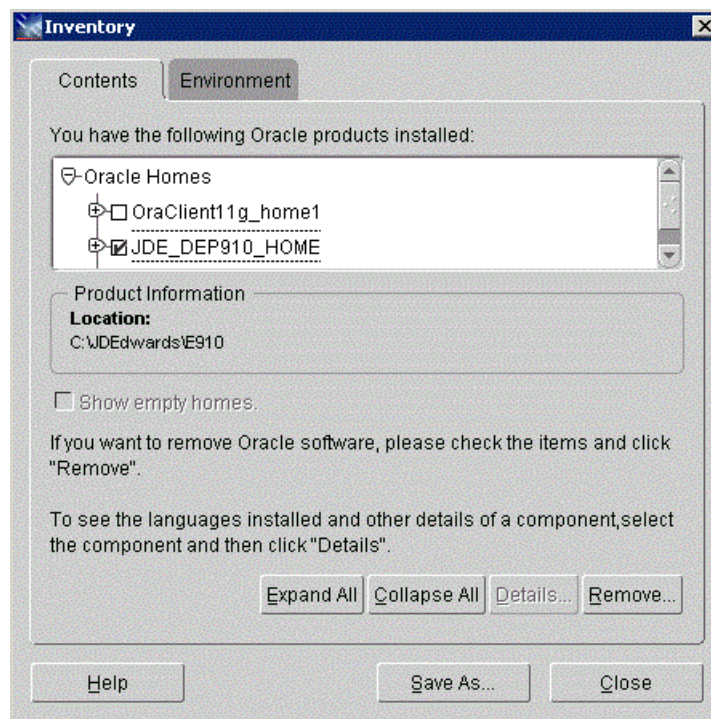 Inventory
Contents
Environment
You have the following Oracle products installed:
Oracle Homes
OraClient11g_home1
JDE_DEP910_HOME
Product Information
Location:
C:\JDEdwards\E910
Show empty homes.
If you want to remove Oracle software, please check the items and click
"Remove".
To see the languages installed and other details of a component,select
the component and then click "Details".
Expand All Collapse All Details... Remove...
Help Save As... Close